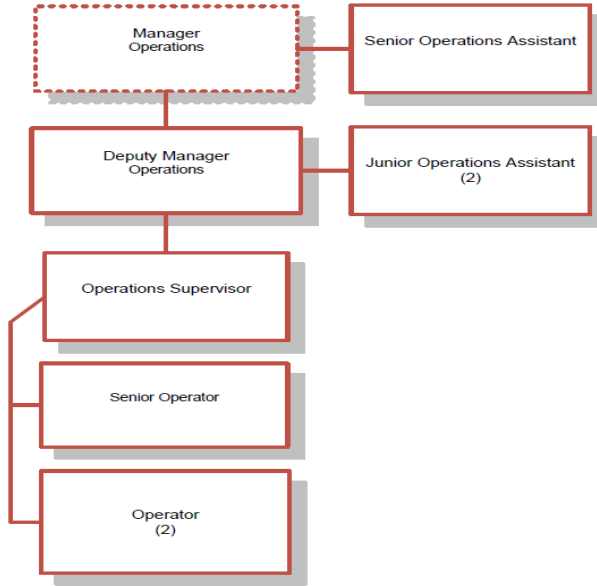 Manager
Operations
Senior Operations Assistant
Deputy Manager
Operations
Junior Operations Assistant
(2)
Operations Supervisor
Senior Operator
Operator
(2)